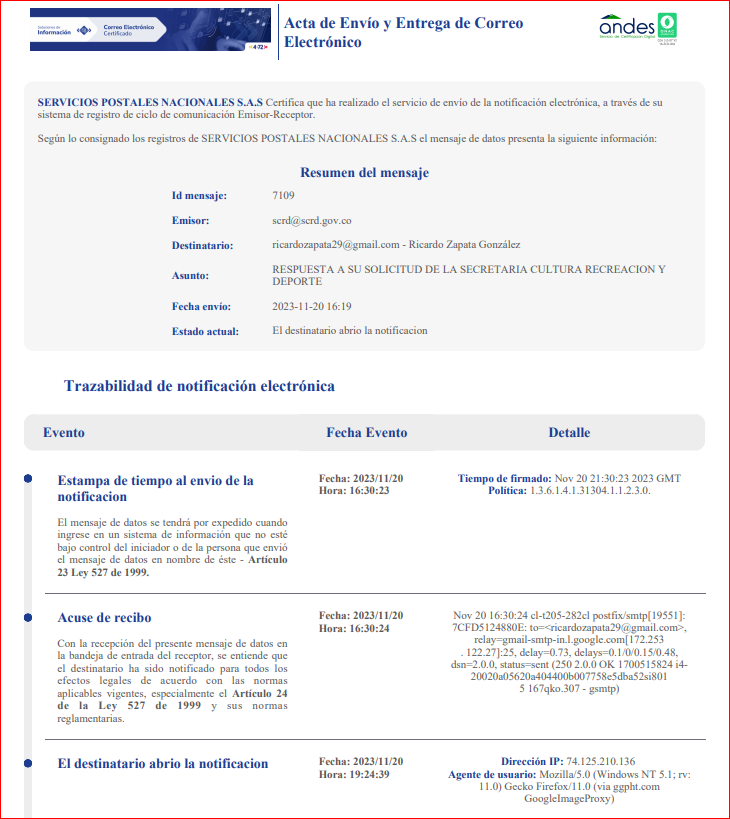 Información
Correo Electrónico
Certificado
4-72
Acta de Envío y Entrega de Correo
Electrónico
andes
Servicio de Certificación Digital
ONAC
SERVICIOS POSTALES NACIONALES S.A.S Certifica que ha realizado el servicio de envío de la notificación electrónica, a través de su
sistema de registro de ciclo de comunicación Emisor-Receptor.
Según lo consignado los registros de SERVICIOS POSTALES NACIONALES S.A.S el mensaje de datos presenta la siguiente información:
Resumen del mensaje
Id mensaje: 7109
Emisor: scrd@scrd.gov.co
Destinatario: ricardozapata29@gmail.com - Ricardo Zapata González
Asunto: RESPUESTA A SU SOLICITUD DE LA SECRETARIA CULTURA RECREACION Y
DEPORTE
Fecha envío: 2023-11-20 16:19
Estado actual: El destinatario abrio la notificacion
Trazabilidad de notificación electrónica
Evento Fecha Evento Detalle
Estampa de tiempo al envio de la
notificacion
El mensaje de datos se tendrá por expedido cuando
ingrese en un sistema de información que no esté
bajo control del iniciador o de la persona que envió
el mensaje de datos en nombre de éste - Artículo
23 Ley 527 de 1999.
Fecha: 2023/11/20
Hora: 16:30:23
Tiempo de firmado: Nov 20 21:30:23 2023 GMT
Política: 1.3.6.1.4.1.31304.1.1.2.3.0.
Acuse de recibo
Con la recepción del presente mensaje de datos en
la bandeja de entrada del receptor, se entiende que
el destinatario ha sido notificado para todos los
efectos legales de acuerdo con las normas
aplicables vigentes, especialmente el Artículo 24
de la Ley 527 de 1999 y sus normas
reglamentarias.
Fecha: 2023/11/20
Hora: 16:30:24
Nov 20 16:30:24 cl-t205-282cl postfix/smtp[19551]:
7CFD5124880E: to=<ricardozapata29@gmail.com>,
relay=gmail-smtp-in.l.google.com[172.253
. 122.27]:25, delay=0.73, delays=0.1/0/0.15/0.48,
dsn=2.0.0, status=sent (250 2.0.0 OK 1700515824 i4-
20020a05620a404400b007758e5dba52si801
5 167qko.307 - gsmtp)
El destinatario abrio la notificacion
Fecha: 2023/11/20
Hora: 19:24:39
Dirección IP: 74.125.210.136
Agente de usuario: Mozilla/5.0 (Windows NT 5.1; rv:
11.0) Gecko Firefox/11.0 (via ggpht.com
GoogleImageProxy)